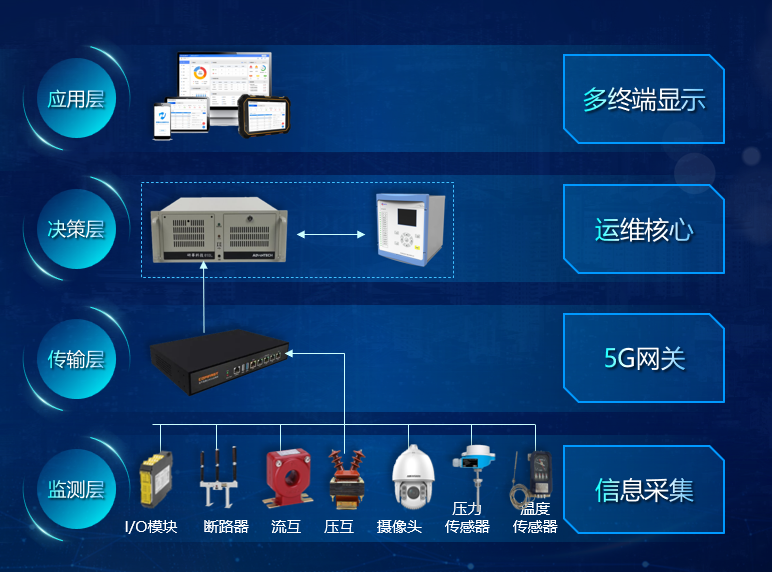 应用层
多终端显示
决策层
运维核心
传输层
5G网关
监测层
信息采集
I/O模块
断路器
流互
压互
摄像头
压力
传感器
温度
传感器